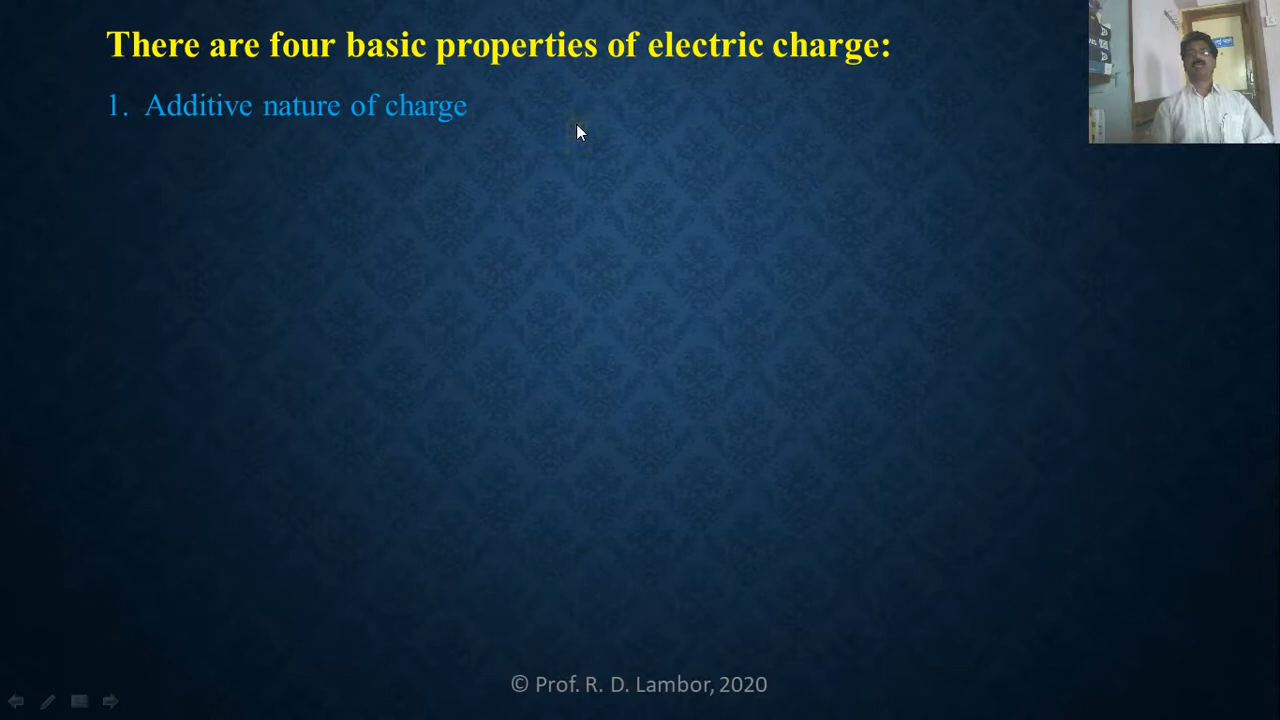 There are four basic properties of electric charge:
1. Additive nature of charge
© Prof. R. D. Lambor, 2020